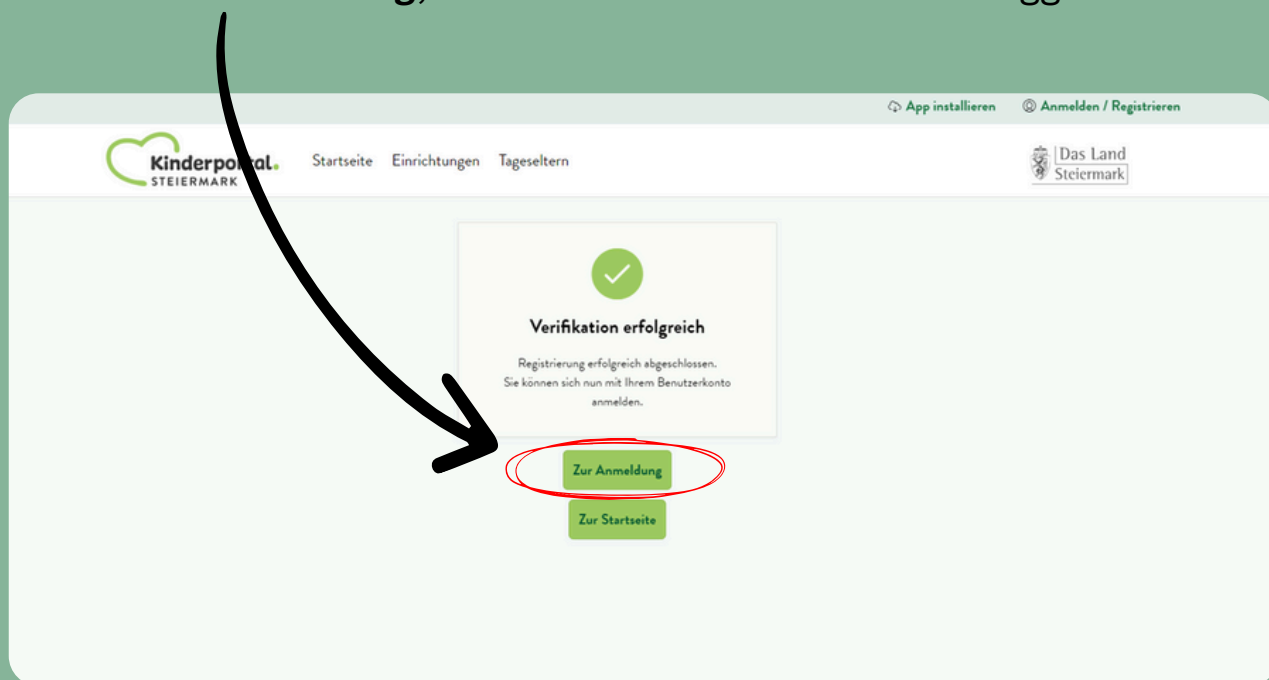 App installieren
Anmelden / Registrieren
Startseite Einrichtungen Tageseltern
STEIERMARK
Das Land
Steiermark
Verifikation erfolgreich
Registrierung erfolgreich abgeschlossen.
Sie können sich nun mit Ihrem Benutzerkonto
anmelden.
Zur Anmeldung
Zur Startseite